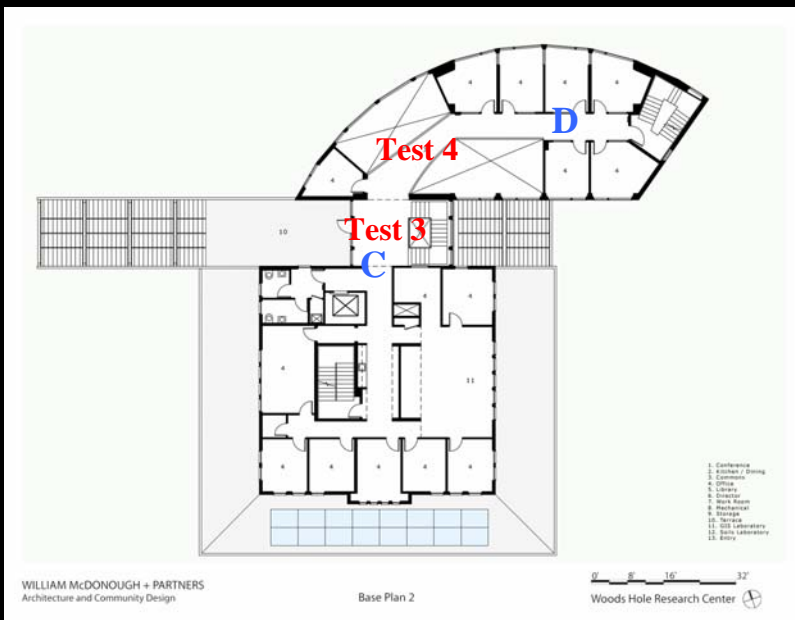 4
4
4
4
D
Test 4
4
4
4
10
Test 3
C
4
4
4
11
4
4
4
4
4
1. Conference
2. Kitchen / Dining
3. Commons
4. Office
5. Library
6. Director
7. Work Room
8. Mechanical
9. Storage
10. Terrace
11. GIS Laboratory
12. Soils Laboratory
13. Entry
WILLIAM McDONOUGH + PARTNERS
Architecture and Community Design
Base Plan 2
0' 8' 16' 32'
Woods Hole Research Center